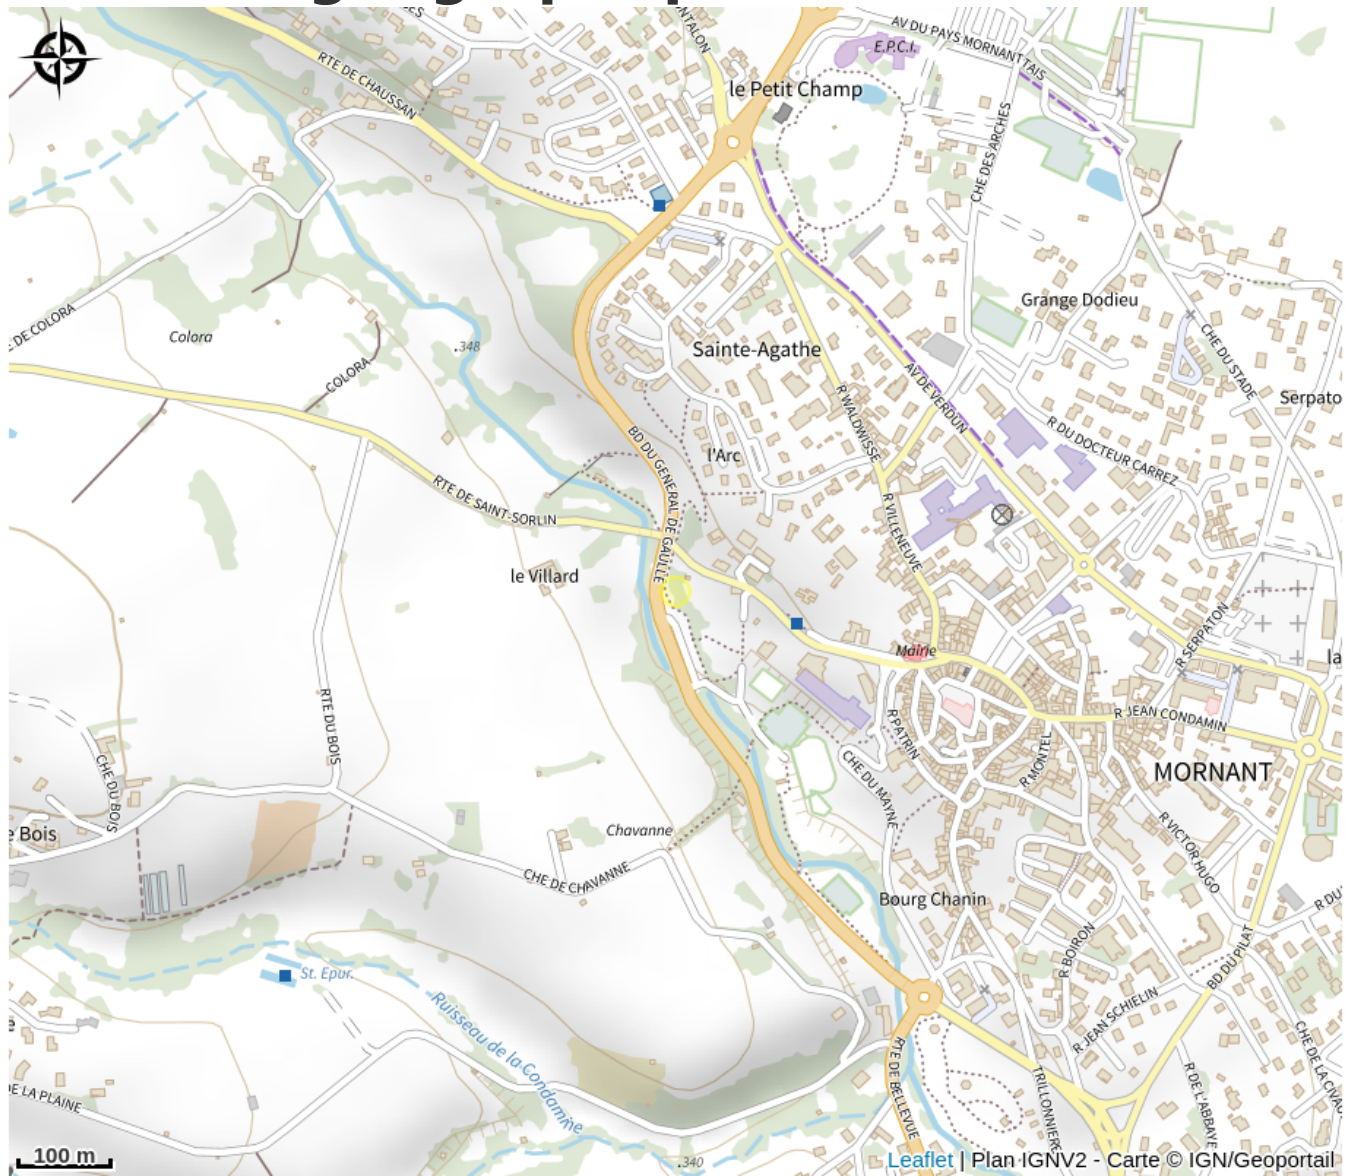 NTALON
AV DU PAYS MORNANTAIS
E.P.C.I.
RTE DE CHAUSSAN
le Petit Champ
CHE DES ARCHES
Grange Dodieu
E DE COLORA
Colora
.348
COLORA
Sainte-Agathe
CHE DU STADE
AV DE VERDUN
R WALDWISSE
Serpato
R DU DOCTEUR CARREZ
BD DU GENERAL DE GAULLE
l'Arc
RTE DE SAINT-SORLIN
R VILLENEUVE
le Villard
R SERPATON
Mairie
la
RTE DU BOIS
R PATRIN
R JEAN CONDAMIN
R MONTEL
MORNANT
CHE DU BOIS
CHE DU MAYNE
e Bois
Chavanne
R VICTOR HUGO
CHE DE CHAVANNE
Bourg Chanin
R DU
R BOIRON
BD DU PILAT
St. Epur.
Ruisseau de la Condamine
R JEAN SCHIELIN
CHE DE LA CIVAU
RTE DE BELLEVUE
TRILLONNIERE
R DE L'ABBAYE
DE LA PLAINE
.340
100 m
Leaflet | Plan IGNV2 - Carte © IGN/Geoportail